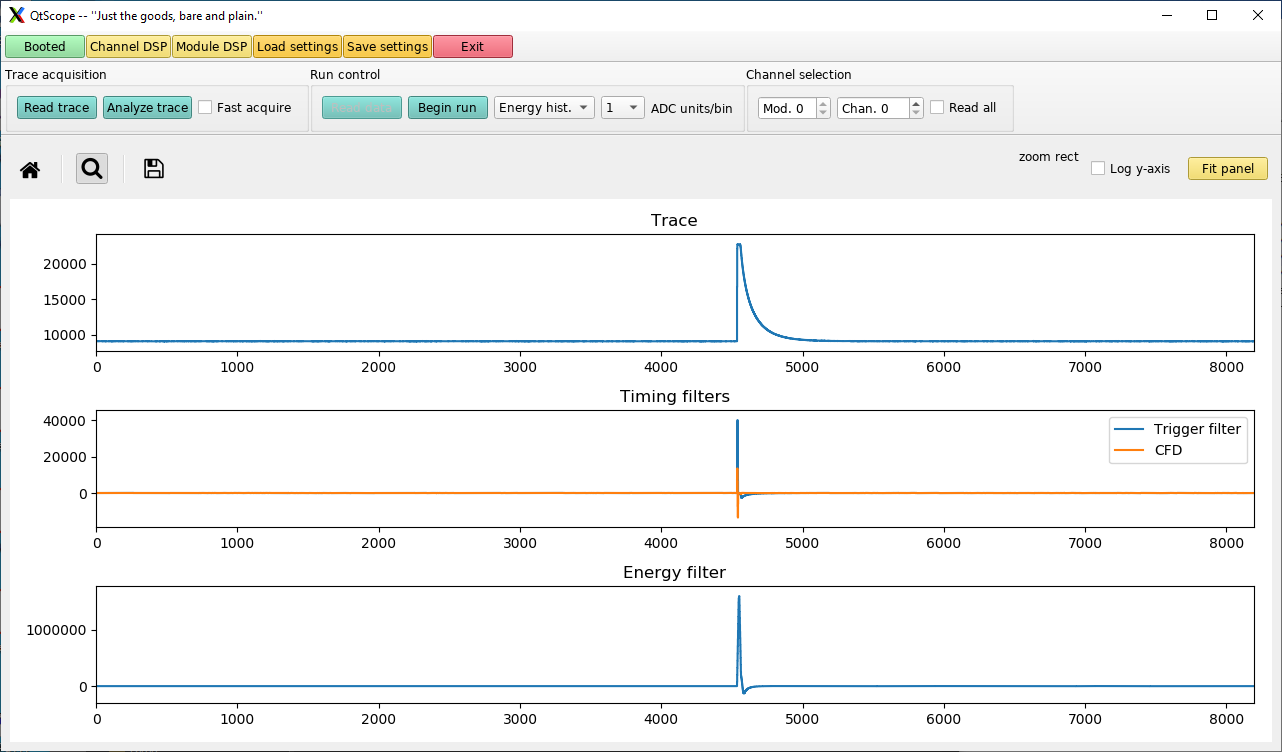 QtScope -- "Just the goods, bare and plain."
Booted Channel DSP Module DSP Load settings Save settings Exit
Trace acquisition Run control Channel selection
Read trace Analyze trace Fast acquire Read data Begin run Energy hist. 1 ADC units/bin Mod. 0 Chan. 0 Read all
zoom rect
Log y-axis Fit panel
Trace
20000
15000
10000
0 1000 2000 3000 4000 5000 6000 7000 8000
Timing filters
40000
20000
0
Trigger filter
CFD
0 1000 2000 3000 4000 5000 6000 7000 8000
Energy filter
1000000
0
0 1000 2000 3000 4000 5000 6000 7000 8000